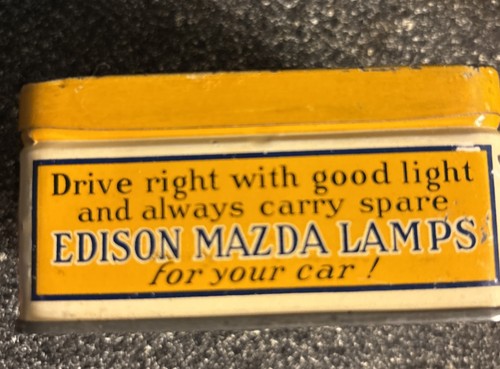 Drive right with good light
and always carry spare
EDISON MAZDA LAMPS
for your car!